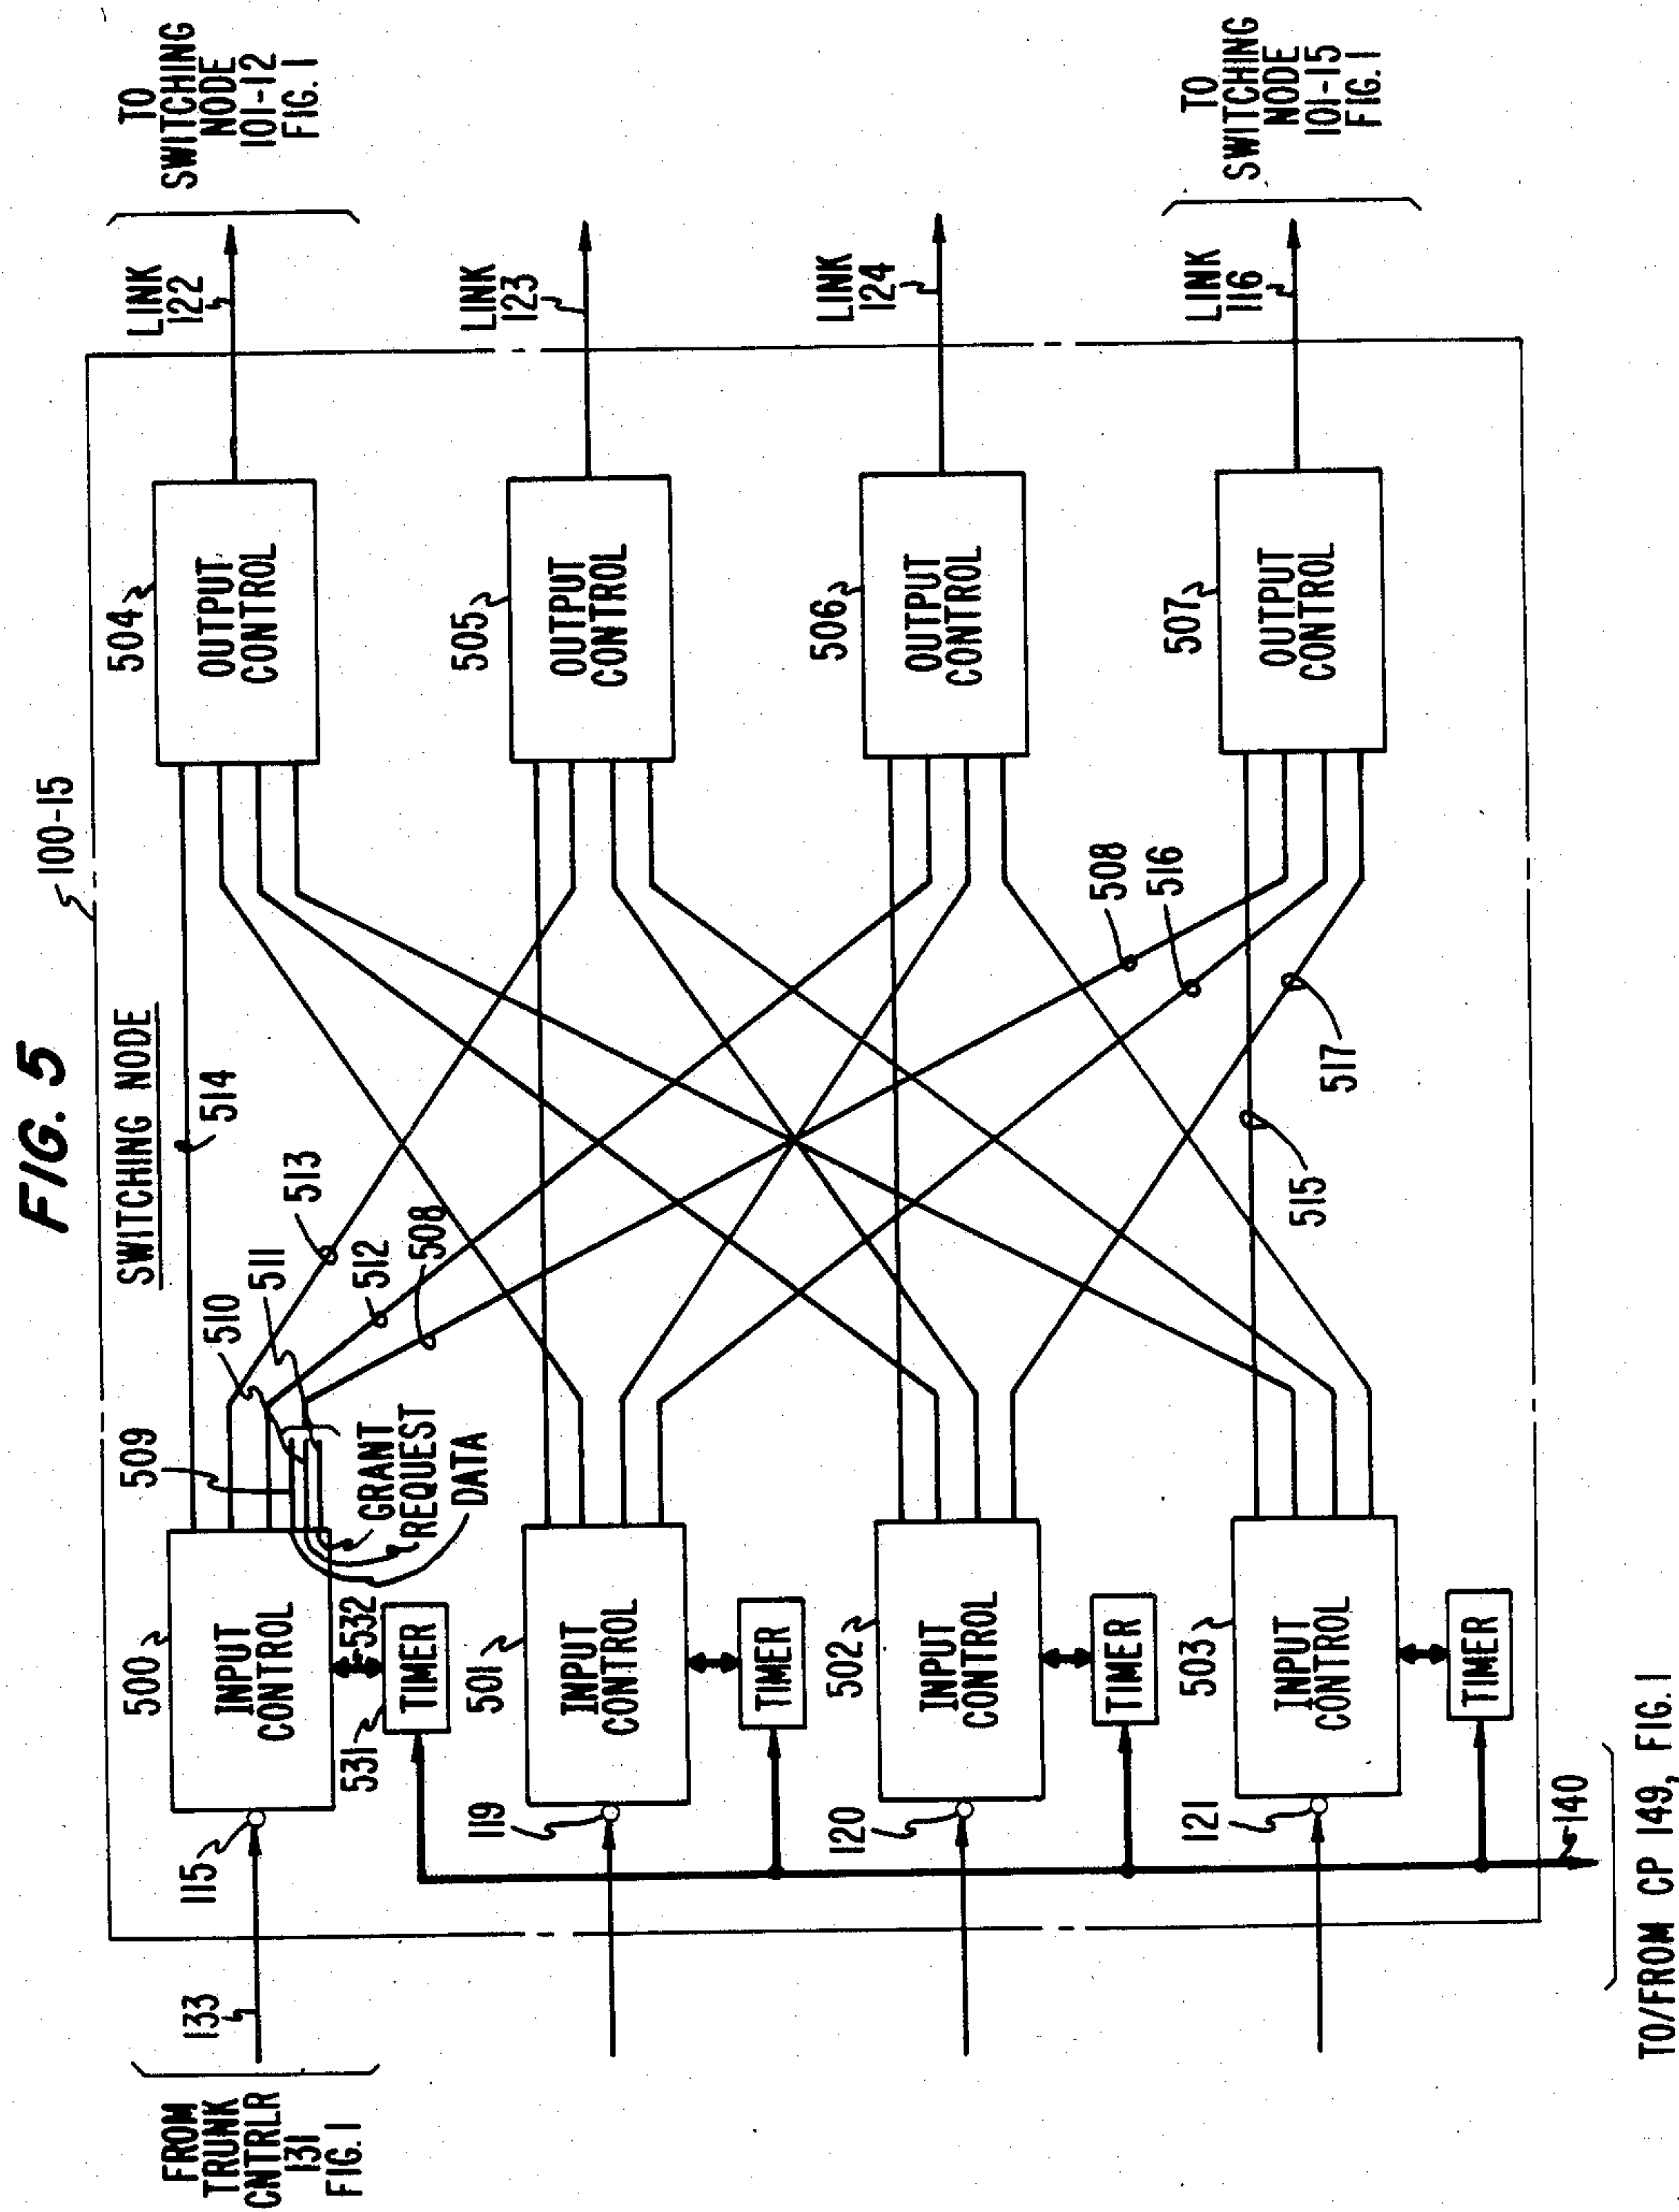 FIG. 5
SWITCHING NODE
100-15
FROM
TRUNK
CNTRLR
131
FIG. 1
133
115
500
INPUT
CONTROL
509
510
511
514
513
512
508
GRANT
REQUEST
DATA
532
531
TIMER
504
OUTPUT
CONTROL
LINK
122
TO
SWITCHING
NODE
101-12
FIG. 1
119
501
INPUT
CONTROL
TIMER
505
OUTPUT
CONTROL
LINK
123
120
502
INPUT
CONTROL
TIMER
506
OUTPUT
CONTROL
LINK
124
508
516
121
503
INPUT
CONTROL
TIMER
515
517
507
OUTPUT
CONTROL
LINK
116
TO
SWITCHING
NODE
101-15
FIG. 1
140
TO/FROM CP 149, FIG. 1